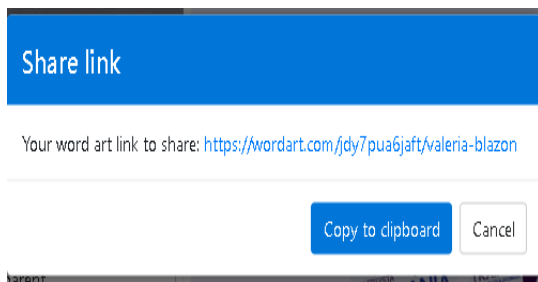 Share link
Your word art link to share: https://wordart.com/jdy7pua6jaft/valeria-blazon
Copy to clipboard
Cancel